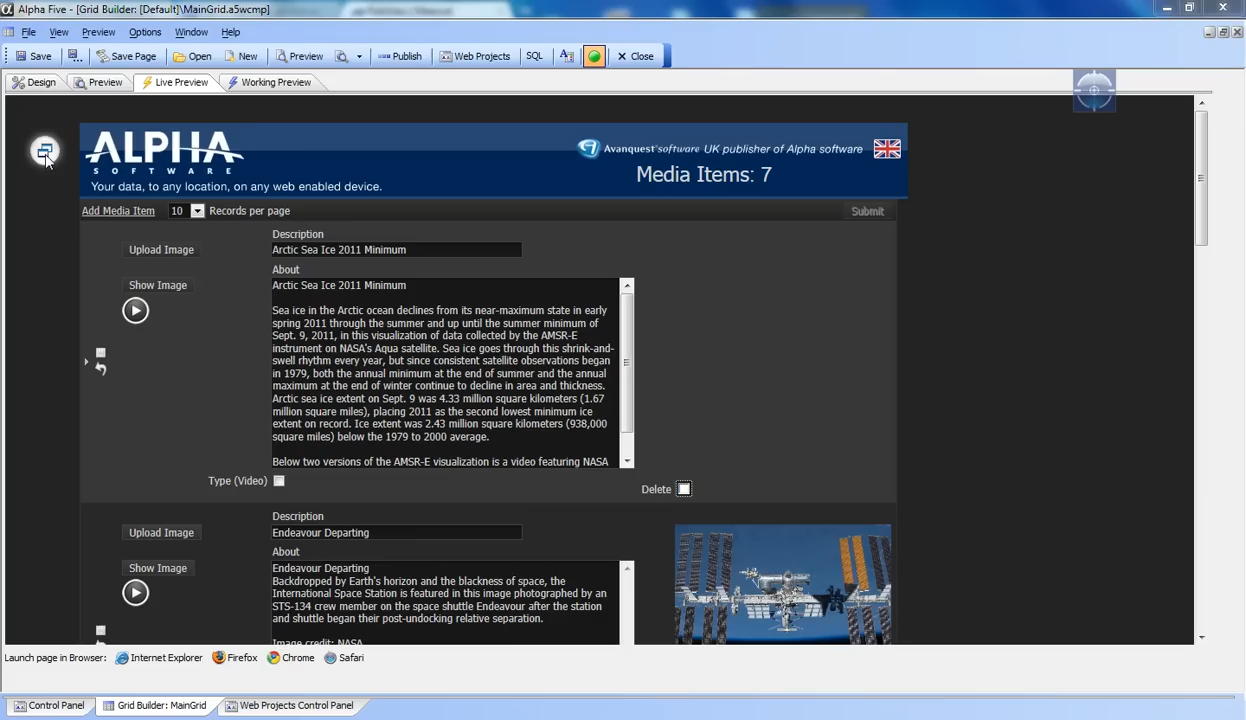 Alpha Five - [Grid Builder: [Default]\MainGrid.a5wcmp]
File View Preview Options Window Help
Save Save Page Open New Preview Publish Web Projects SQL Close
Design Preview Live Preview Working Preview
ALPHA
SOFTWARE
Your data, to any location, on any web enabled device.
Avanquest software UK publisher of Alpha software
Media Items: 7
Add Media Item 10 Records per page Submit
Description
Upload Image Arctic Sea Ice 2011 Minimum
About
Show Image Arctic Sea Ice 2011 Minimum
Sea ice in the Arctic ocean declines from its near-maximum state in early
spring 2011 through the summer and up until the summer minimum of
Sept. 9, 2011, in this visualization of data collected by the AMSR-E
instrument on NASA's Aqua satellite. Sea ice goes through this shrink-and-
swell rhythm every year, but since consistent satellite observations began
in 1979, both the annual minimum at the end of summer and the annual
maximum at the end of winter continue to decline in area and thickness.
Arctic sea ice extent on Sept. 9 was 4.33 million square kilometers (1.67
million square miles), placing 2011 as the second lowest minimum ice
extent on record. Ice extent was 2.43 million square kilometers (938,000
square miles) below the 1979 to 2000 average.
Below two versions of the AMSR-E visualization is a video featuring NASA
Type (Video)
Delete
Description
Upload Image Endeavour Departing
About
Show Image Endeavour Departing
Backdropped by Earth's horizon and the blackness of space, the
International Space Station is featured in this image photographed by an
STS-134 crew member on the space shuttle Endeavour after the station
and shuttle began their post-undocking relative separation.
Image credit: NASA
Launch page in Browser: Internet Explorer Firefox Chrome Safari
Control Panel Grid Builder: MainGrid Web Projects Control Panel